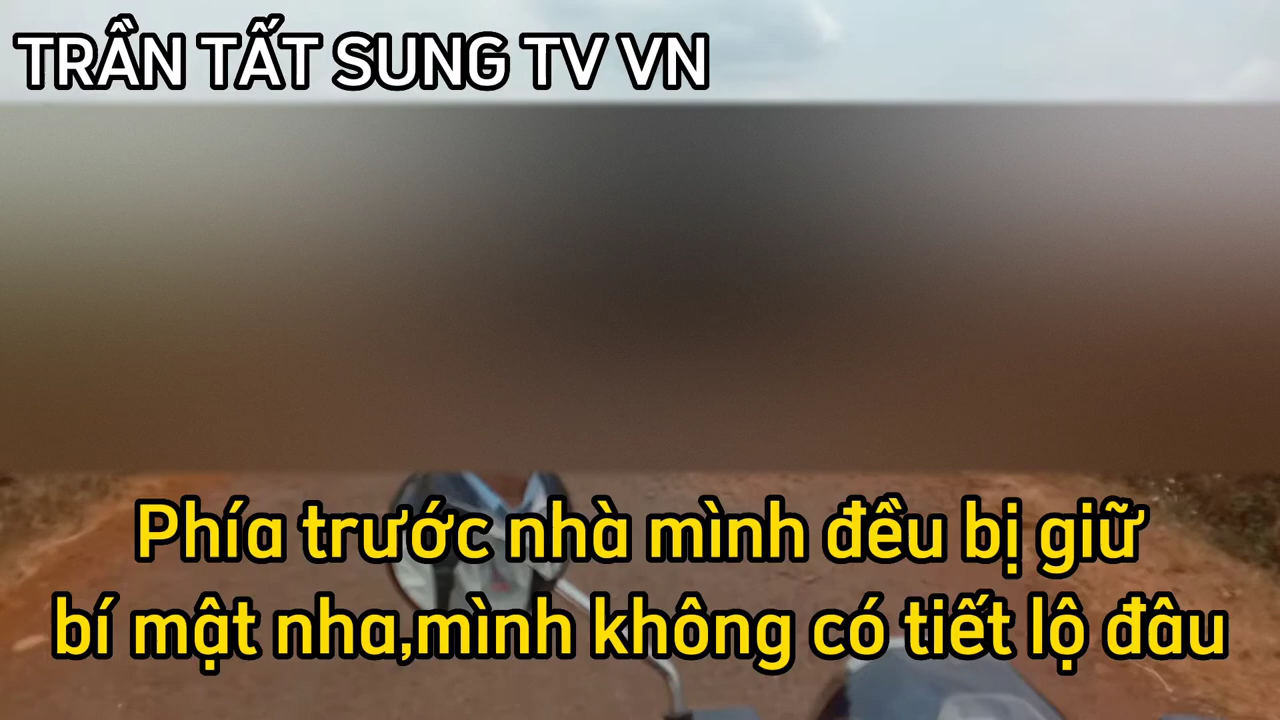 TRẦN TẤT SUNG TV VN
Phía trước nhà mình đều bị giữ
bí mật nha,mình không có tiết lộ đâu